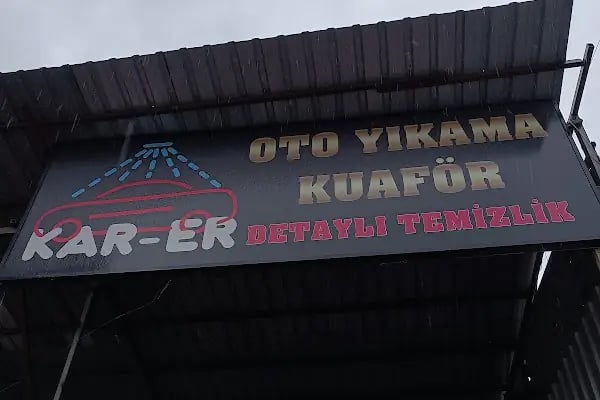 OTO YIKAMA
KUAFÖR
KAR-ER
DETAYLI TEMİZLİK